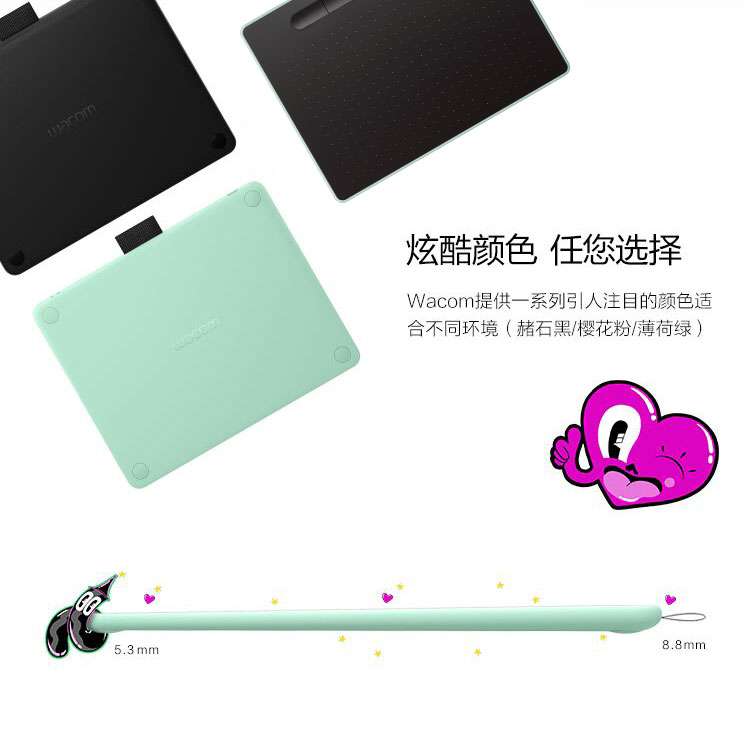 wacom
wacom
炫酷颜色 任您选择
Wacom提供一系列引人注目的颜色适
合不同环境（赭石黑/樱花粉/薄荷绿）
5.3mm
8.8mm